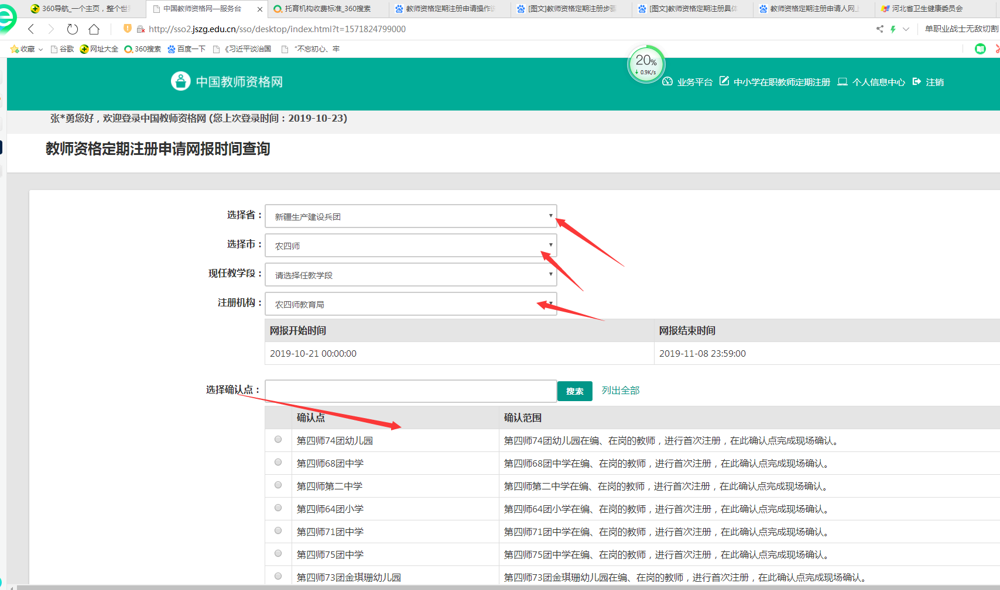 360导航_一个主页，整个世
中国教师资格网—服务台
托育机构收费标准_360搜索
教师资格定期注册申请操作
[图文]教师资格定期注册步骤
[图文]教师资格定期注册具体
教师资格定期注册申请人网上
河北省卫生健康委员会
http://sso2.jszg.edu.cn/sso/desktop/index.html?t=1571824799000
单职业战士无敌切割
收藏
谷歌
网址大全
360搜索
百度一下
《习近平谈治国
“不忘初心、牢
20%
0.9K/s
中国教师资格网
业务平台
中小学在职教师定期注册
个人信息中心
注销
张*勇您好，欢迎登录中国教师资格网 (您上次登录时间：2019-10-23)
教师资格定期注册申请网报时间查询
选择省：
新疆生产建设兵团
选择市：
农四师
现任教学段：
请选择任教学段
注册机构：
农四师教育局
网报开始时间 网报结束时间
2019-10-21 00:00:00 2019-11-08 23:59:00
选择确认点：
搜索
列出全部
确认点 确认范围
第四师74团幼儿园 第四师74团幼儿园在编、在岗的教师，进行首次注册，在此确认点完成现场确认。
第四师68团中学 第四师68团中学在编、在岗的教师，进行首次注册，在此确认点完成现场确认。
第四师第二中学 第四师第二中学在编、在岗的教师，进行首次注册，在此确认点完成现场确认。
第四师64团小学 第四师64团小学在编、在岗的教师，进行首次注册，在此确认点完成现场确认。
第四师71团中学 第四师71团中学在编、在岗的教师，进行首次注册，在此确认点完成现场确认。
第四师75团中学 第四师75团中学在编、在岗的教师，进行首次注册，在此确认点完成现场确认。
第四师73团金琪珊幼儿园 第四师73团金琪珊幼儿园在编、在岗的教师，进行首次注册，在此确认点完成现场确认。